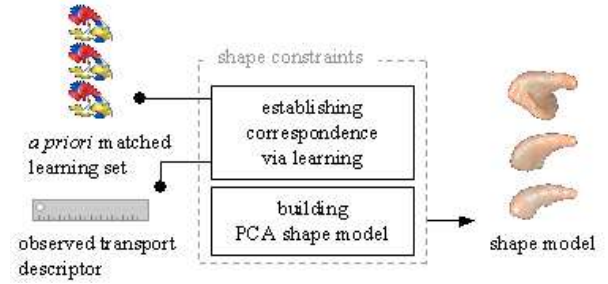 shape constraints
establishing
correspondence
via learning
a priori matched
learning set
building
PCA shape model
observed transport
descriptor
shape model